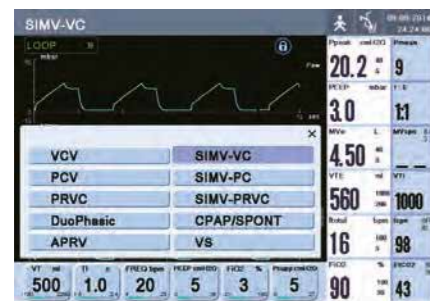 SIMV-VC
LOOP
mbar
Paw
20.2
9
PEEP mbar I:E
3.0
1:1
MVe L MVspn
4.50
VTE VTI
560 1000
ftotal bpm
16 98
FiO2 %
90 43
VCV SIMV-VC
PCV SIMV-PC
PRVC SIMV-PRVC
DuoPhasic CPAP/SPONT
APRV VS
VT ml TI FREQ bpm PEEP cmH2O FiO2 %
500 1.0 20 5 3 5